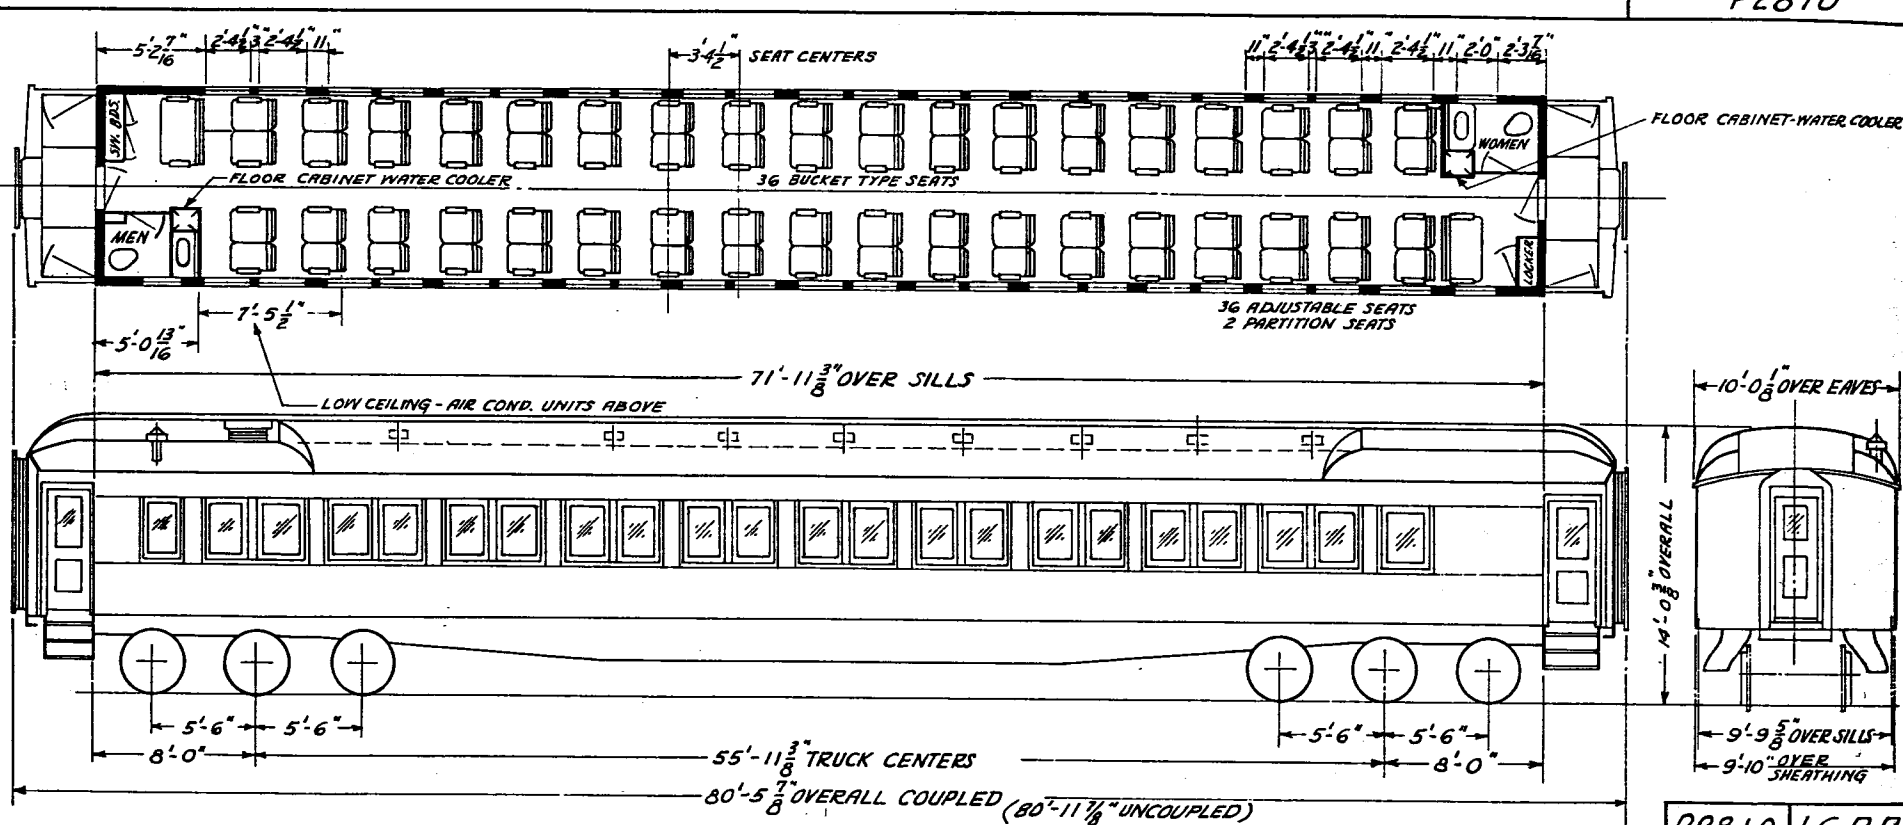 PL810
5'-2 7/16"
2'-4 1/2"
3"
2'-4 1/2"
11"
3'-4 1/2" SEAT CENTERS
11"
2'-4 1/2"
3"
2'-4 1/2"
11"
2'-4 1/2"
11"
2'-0"
2'-3 7/16"
SW. BDS.
FLOOR CABINET-WATER COOLER
WOMEN
FLOOR CABINET WATER COOLER
36 BUCKET TYPE SEATS
MEN
LOCKER
7'-5 1/2"
36 ADJUSTABLE SEATS
2 PARTITION SEATS
5'-0 13/16"
71'-11 3/8" OVER SILLS
10'-0 1/8" OVER EAVES
LOW CEILING - AIR COND. UNITS ABOVE
14'-0 3/8" OVERALL
5'-6"
5'-6"
5'-6"
5'-6"
8'-0"
55'-11 3/8" TRUCK CENTERS
8'-0"
9'-9 5/8" OVER SILLS
9'-10" OVER SHEATHING
80'-5 7/8" OVERALL COUPLED (80'-11 7/8" UNCOUPLED)